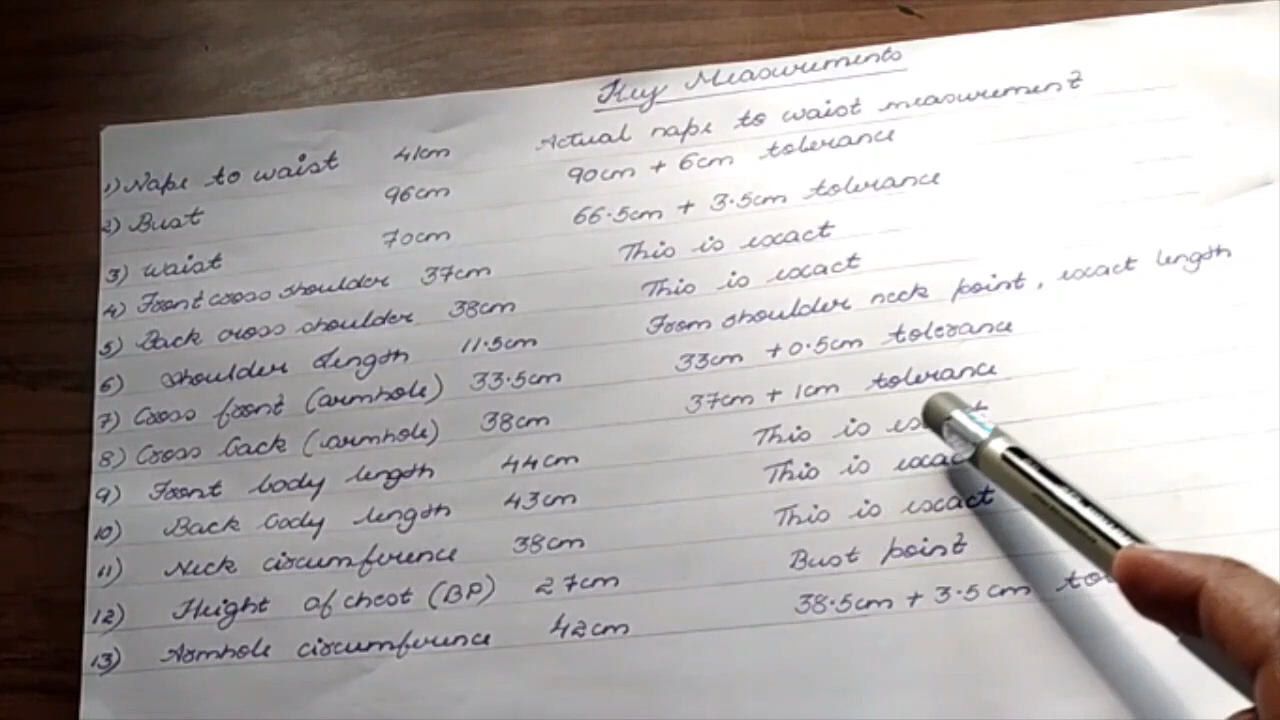 Key Measurements
1) Nape to waist 41cm Actual nape to waist measurement
2) Bust 96cm 90cm + 6cm tolerance
3) Waist 70cm 66.5cm + 3.5cm tolerance
4) Front cross shoulder 37cm This is exact
5) Back cross shoulder 38cm This is exact
6) Shoulder length 11.5cm From shoulder neck point, exact length
7) Cross front (armhole) 33.5cm 33cm + 0.5cm tolerance
8) Cross back (armhole) 38cm 37cm + 1cm tolerance
9) Front body length 44cm This is
10) Back body length 43cm This is
11) Neck circumference 38cm This is exact
12) Height of chest (BP) 27cm Bust point
13) Armhole circumference 42cm 38.5cm + 3.5cm